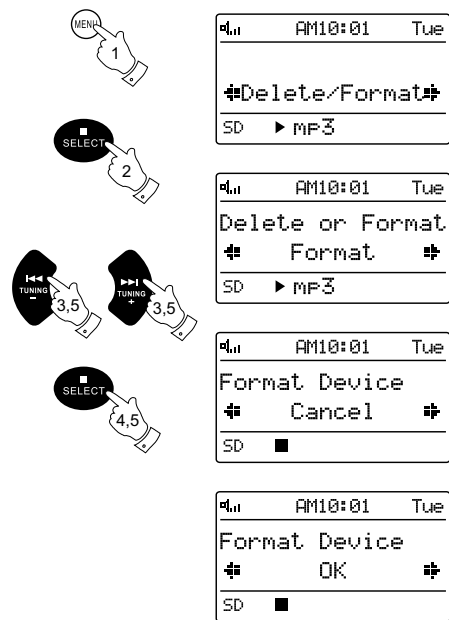 MENU
1
SELECT
2
TUNING
−
3,5
TUNING
+
3,5
SELECT
4,5
AM10:01 Tue
Delete/Format
SD mp3
AM10:01 Tue
Delete or Format
Format
SD mp3
AM10:01 Tue
Format Device
Cancel
SD
AM10:01 Tue
Format Device
OK
SD